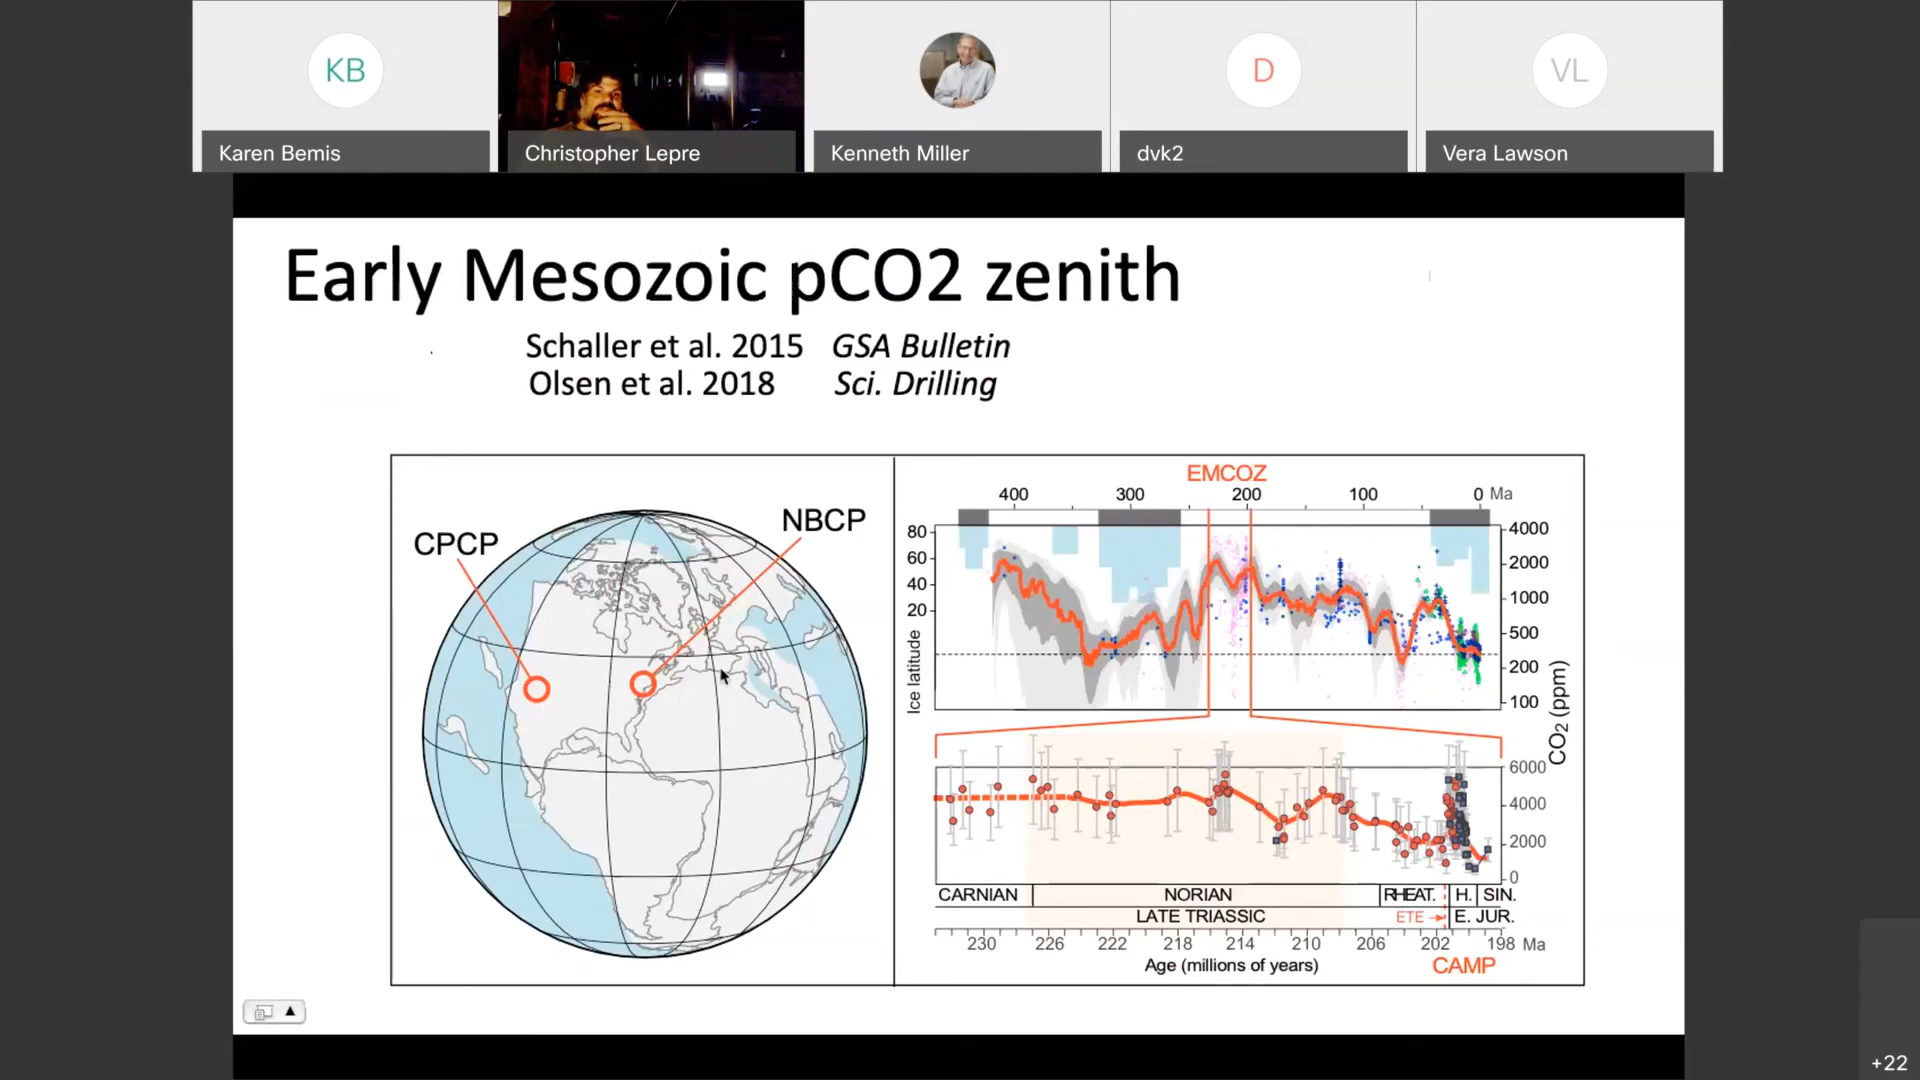 KB
D
VL
Karen Bemis
Christopher Lepre
Kenneth Miller
dvk2
Vera Lawson
Early Mesozoic pCO2 zenith
Schaller et al. 2015 GSA Bulletin
Olsen et al. 2018 Sci. Drilling
CPCP
NBCP
EMCOZ
400 300 200 100 0 Ma
80
60
40
20
Ice latitude
4000
2000
1000
500
200
100
CO₂ (ppm)
6000
4000
2000
0
CARNIAN NORIAN RHEAT. H. SIN.
LATE TRIASSIC ETE E. JUR.
230 226 222 218 214 210 206 202 198 Ma
Age (millions of years) CAMP
+22